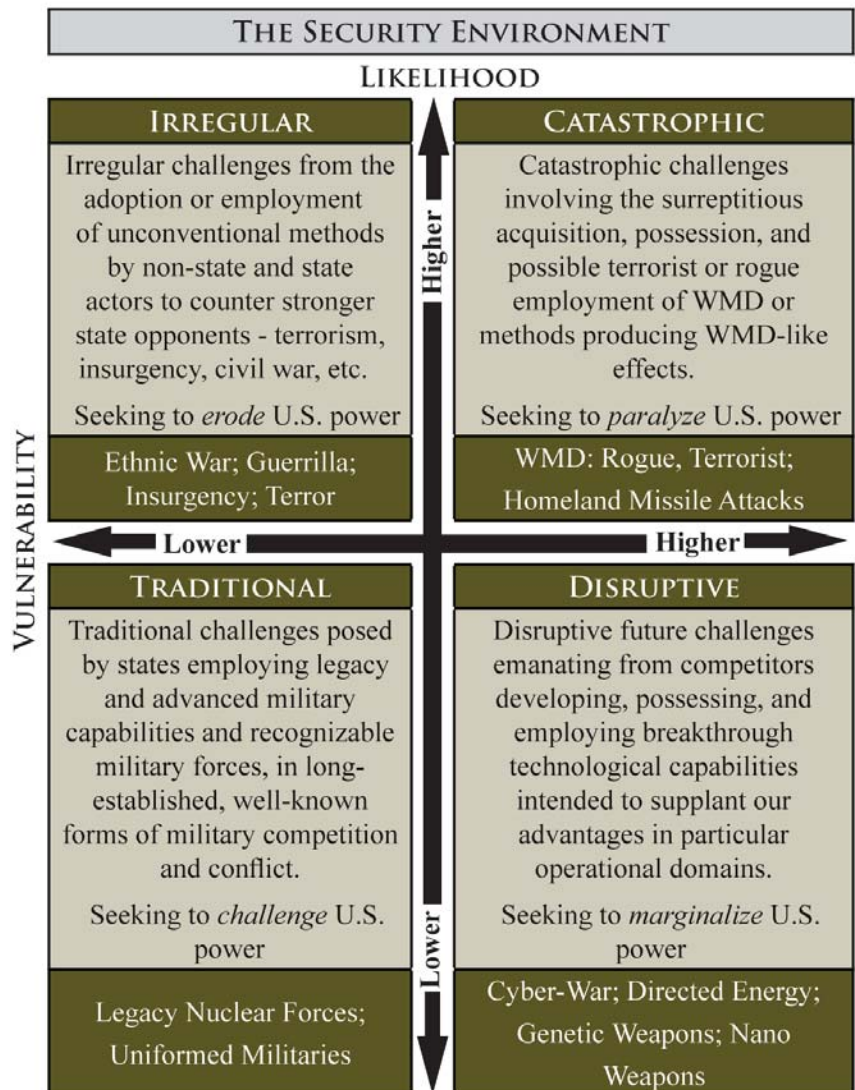 THE SECURITY ENVIRONMENT
LIKELIHOOD
IRREGULAR
Irregular challenges from the
adoption or employment
of unconventional methods
by non-state and state
actors to counter stronger
state opponents - terrorism,
insurgency, civil war, etc.
Seeking to erode U.S. power
Ethnic War; Guerrilla;
Insurgency; Terror
Higher
CATASTROPHIC
Catastrophic challenges
involving the surreptitious
acquisition, possession, and
possible terrorist or rogue
employment of WMD or
methods producing WMD-like
effects.
Seeking to paralyze U.S. power
WMD: Rogue, Terrorist;
Homeland Missile Attacks
VULNERABILITY
Lower
Higher
TRADITIONAL
Traditional challenges posed
by states employing legacy
and advanced military
capabilities and recognizable
military forces, in long-
established, well-known
forms of military competition
and conflict.
Seeking to challenge U.S.
power
Legacy Nuclear Forces;
Uniformed Militaries
Lower
DISRUPTIVE
Disruptive future challenges
emanating from competitors
developing, possessing, and
employing breakthrough
technological capabilities
intended to supplant our
advantages in particular
operational domains.
Seeking to marginalize U.S.
power
Cyber-War; Directed Energy;
Genetic Weapons; Nano
Weapons